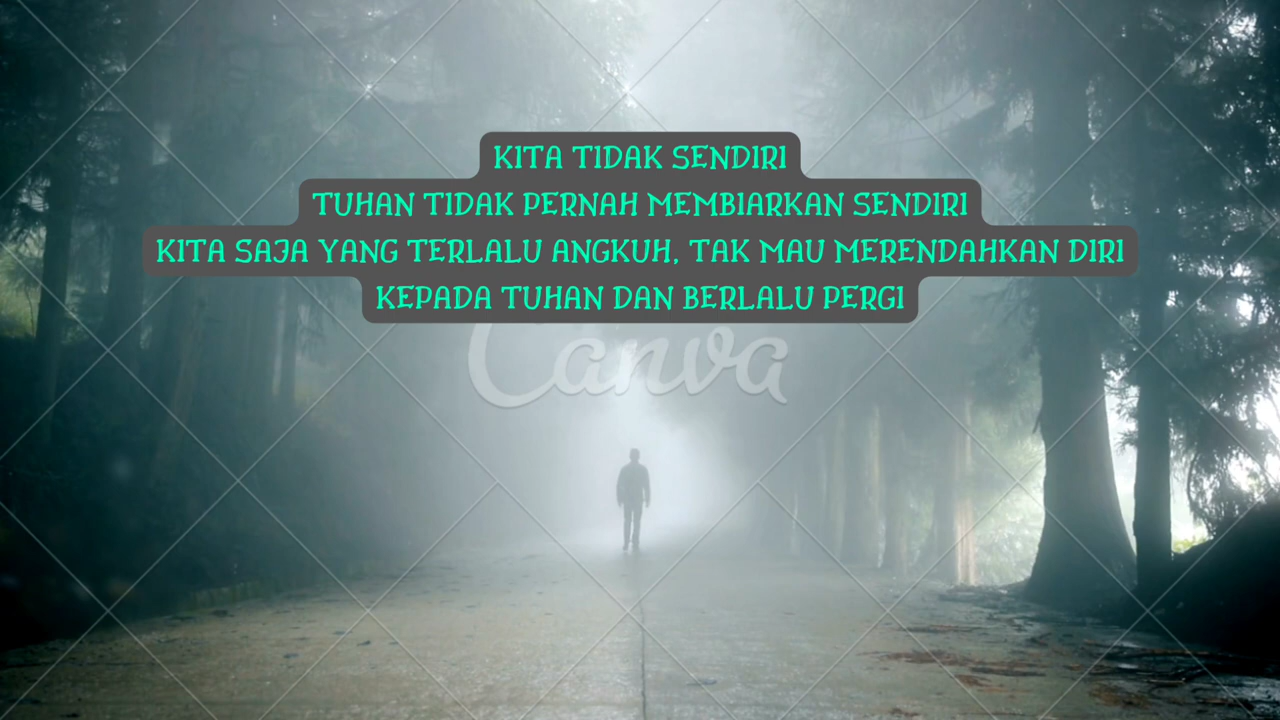 KITA TIDAK SENDIRI
TUHAN TIDAK PERNAH MEMBIARKAN SENDIRI
KITA SAJA YANG TERLALU ANGKUH, TAK MAU MERENDAHKAN DIRI
KEPADA TUHAN DAN BERLALU PERGI
Canva